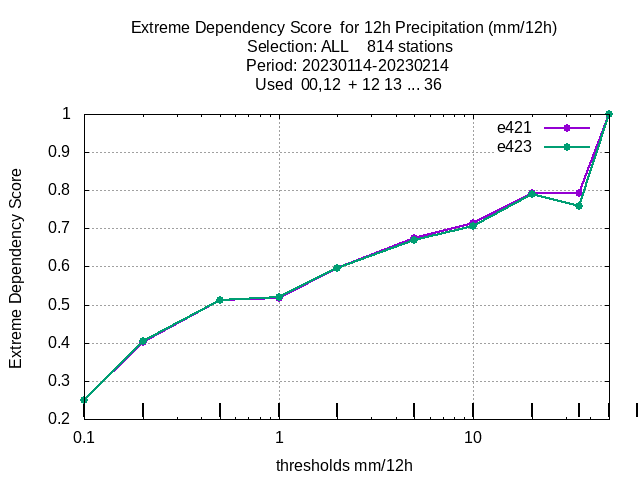 Extreme Dependency Score  for 12h Precipitation (mm/12h)
Selection: ALL    814 stations
Period: 20230114-20230214
Used  00,12  + 12 13 ... 36
1
0.9
0.8
0.7
0.6
0.5
0.4
0.3
0.2
Extreme Dependency Score
e421
e423
0.1
1
10
thresholds mm/12h